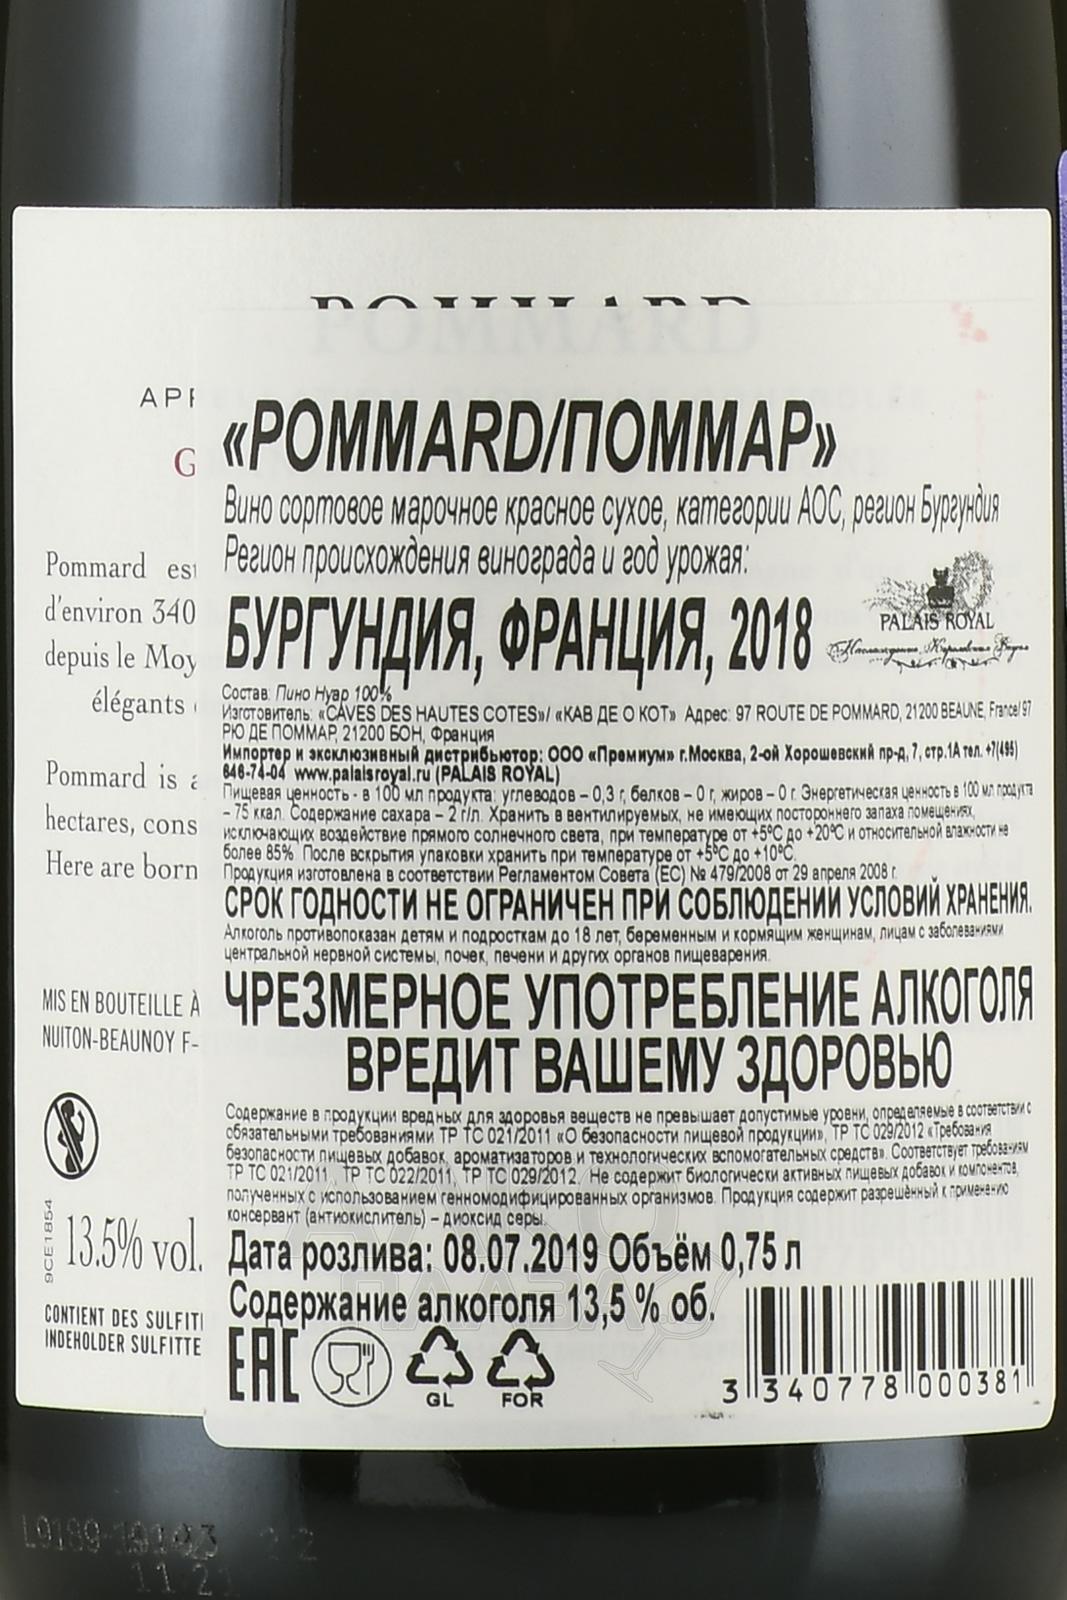 POMMARD
APP
«POMMARD/ПОММАР»
G
Вино сортовое марочное красное сухое, категории АОС, регион Бургундия
Регион происхождения винограда и год урожая:
БУРГУНДИЯ, ФРАНЦИЯ, 2018
PALAIS ROYAL
Наслаждение Королевского Вкуса
Pommard est
d'environ 340
depuis le Moy
élégants
Pommard is a
hectares, cons
Here are born
Состав: Пино Нуар 100%
Изготовитель: «CAVES DES HAUTES COTES»/ «КАВ ДЕ О КОТ» Адрес: 97 ROUTE DE POMMARD, 21200 BEAUNE, France/ 97
РЮ ДЕ ПОММАР, 21200 БОН, Франция
Импортер и эксклюзивный дистрибьютор: ООО «Премиум» г.Москва, 2-ой Хорошевский пр-д, 7, стр.1А тел. +7(495)
646-74-04 www.palaisroyal.ru (PALAIS ROYAL)
Пищевая ценность - в 100 мл продукта: углеводов – 0,3 г, белков – 0 г, жиров – 0 г. Энергетическая ценность в 100 мл продукта
– 75 ккал. Содержание сахара – 2 г/л. Хранить в вентилируемых, не имеющих постороннего запаха помещениях,
исключающих воздействие прямого солнечного света, при температуре от +5ºС до +20ºС и относительной влажности не
более 85%. После вскрытия упаковки хранить при температуре от +5ºС до +10ºС.
Продукция изготовлена в соответствии Регламентом Совета (ЕС) № 479/2008 от 29 апреля 2008 г.
СРОК ГОДНОСТИ НЕ ОГРАНИЧЕН ПРИ СОБЛЮДЕНИИ УСЛОВИЙ ХРАНЕНИЯ.
Алкоголь противопоказан детям и подросткам до 18 лет, беременным и кормящим женщинам, лицам с заболеваниями
центральной нервной системы, почек, печени и других органов пищеварения.
ЧРЕЗМЕРНОЕ УПОТРЕБЛЕНИЕ АЛКОГОЛЯ
ВРЕДИТ ВАШЕМУ ЗДОРОВЬЮ
MIS EN BOUTEILLE À
NUITON-BEAUNOY F-
Содержание в продукции вредных для здоровья веществ не превышает допустимые уровни, определяемые в соответствии с
обязательными требованиями ТР ТС 021/2011 «О безопасности пищевой продукции», ТР ТС 029/2012 «Требования
безопасности пищевых добавок, ароматизаторов и технологических вспомогательных средств». Соответствует требованиям
ТР ТС 021/2011, ТР ТС 022/2011, ТР ТС 029/2012. Не содержит биологически активных пищевых добавок и компонентов,
полученных с использованием генномодифицированных организмов. Продукция содержит разрешённый к применению
консервант (антиокислитель) – диоксид серы.
Дата розлива: 08.07.2019 Объём 0,75 л
Содержание алкоголя 13,5 % об.
9CE1854
13.5% vol.
CONTIENT DES SULFIT
INDEHOLDER SULFITTE
EAC
GL
FOR
3 340778 000381
АЛКО
ПЛАЗА
11 21